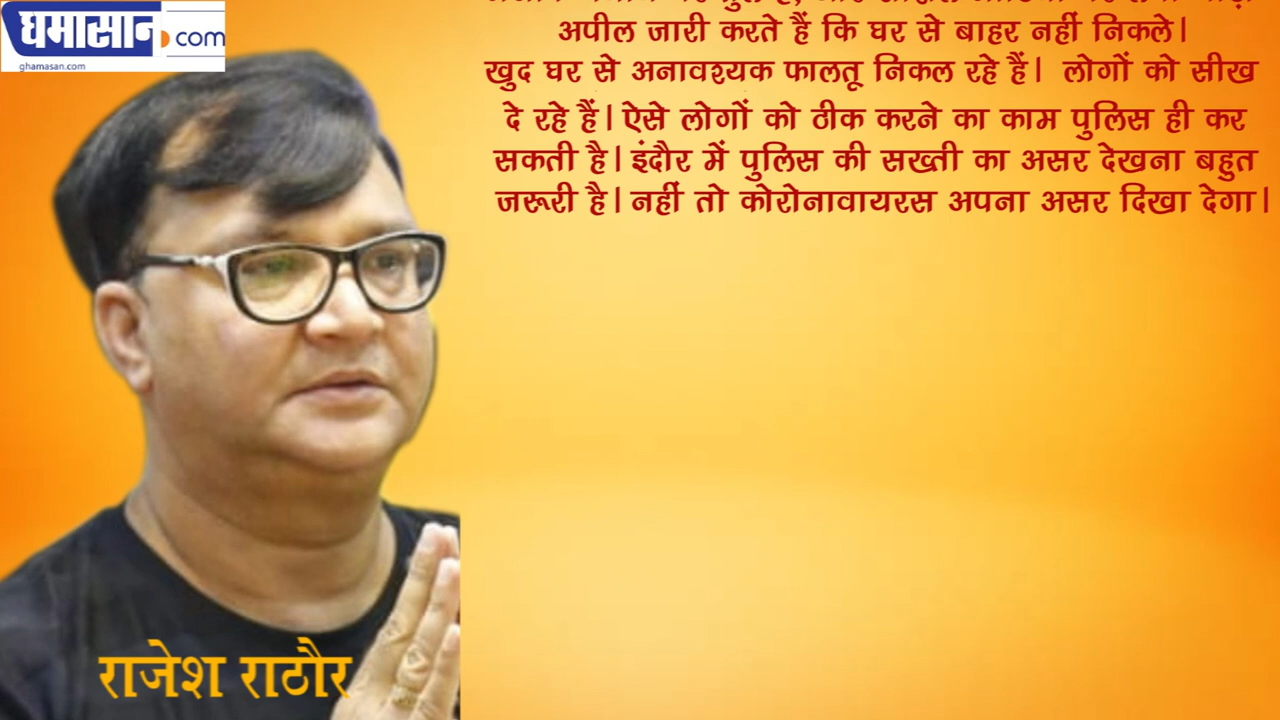 घमासान.com
ghamasan.com
अपील जारी करते हैं कि घर से बाहर नहीं निकले।
खुद घर से अनावश्यक फालतू निकल रहे हैं। लोगों को सीख
दे रहे हैं। ऐसे लोगों को ठीक करने का काम पुलिस ही कर
सकती है। इंदौर में पुलिस की सख्ती का असर देखना बहुत
जरूरी है। नहीं तो कोरोनावायरस अपना असर दिखा देगा।
राजेश राठौर